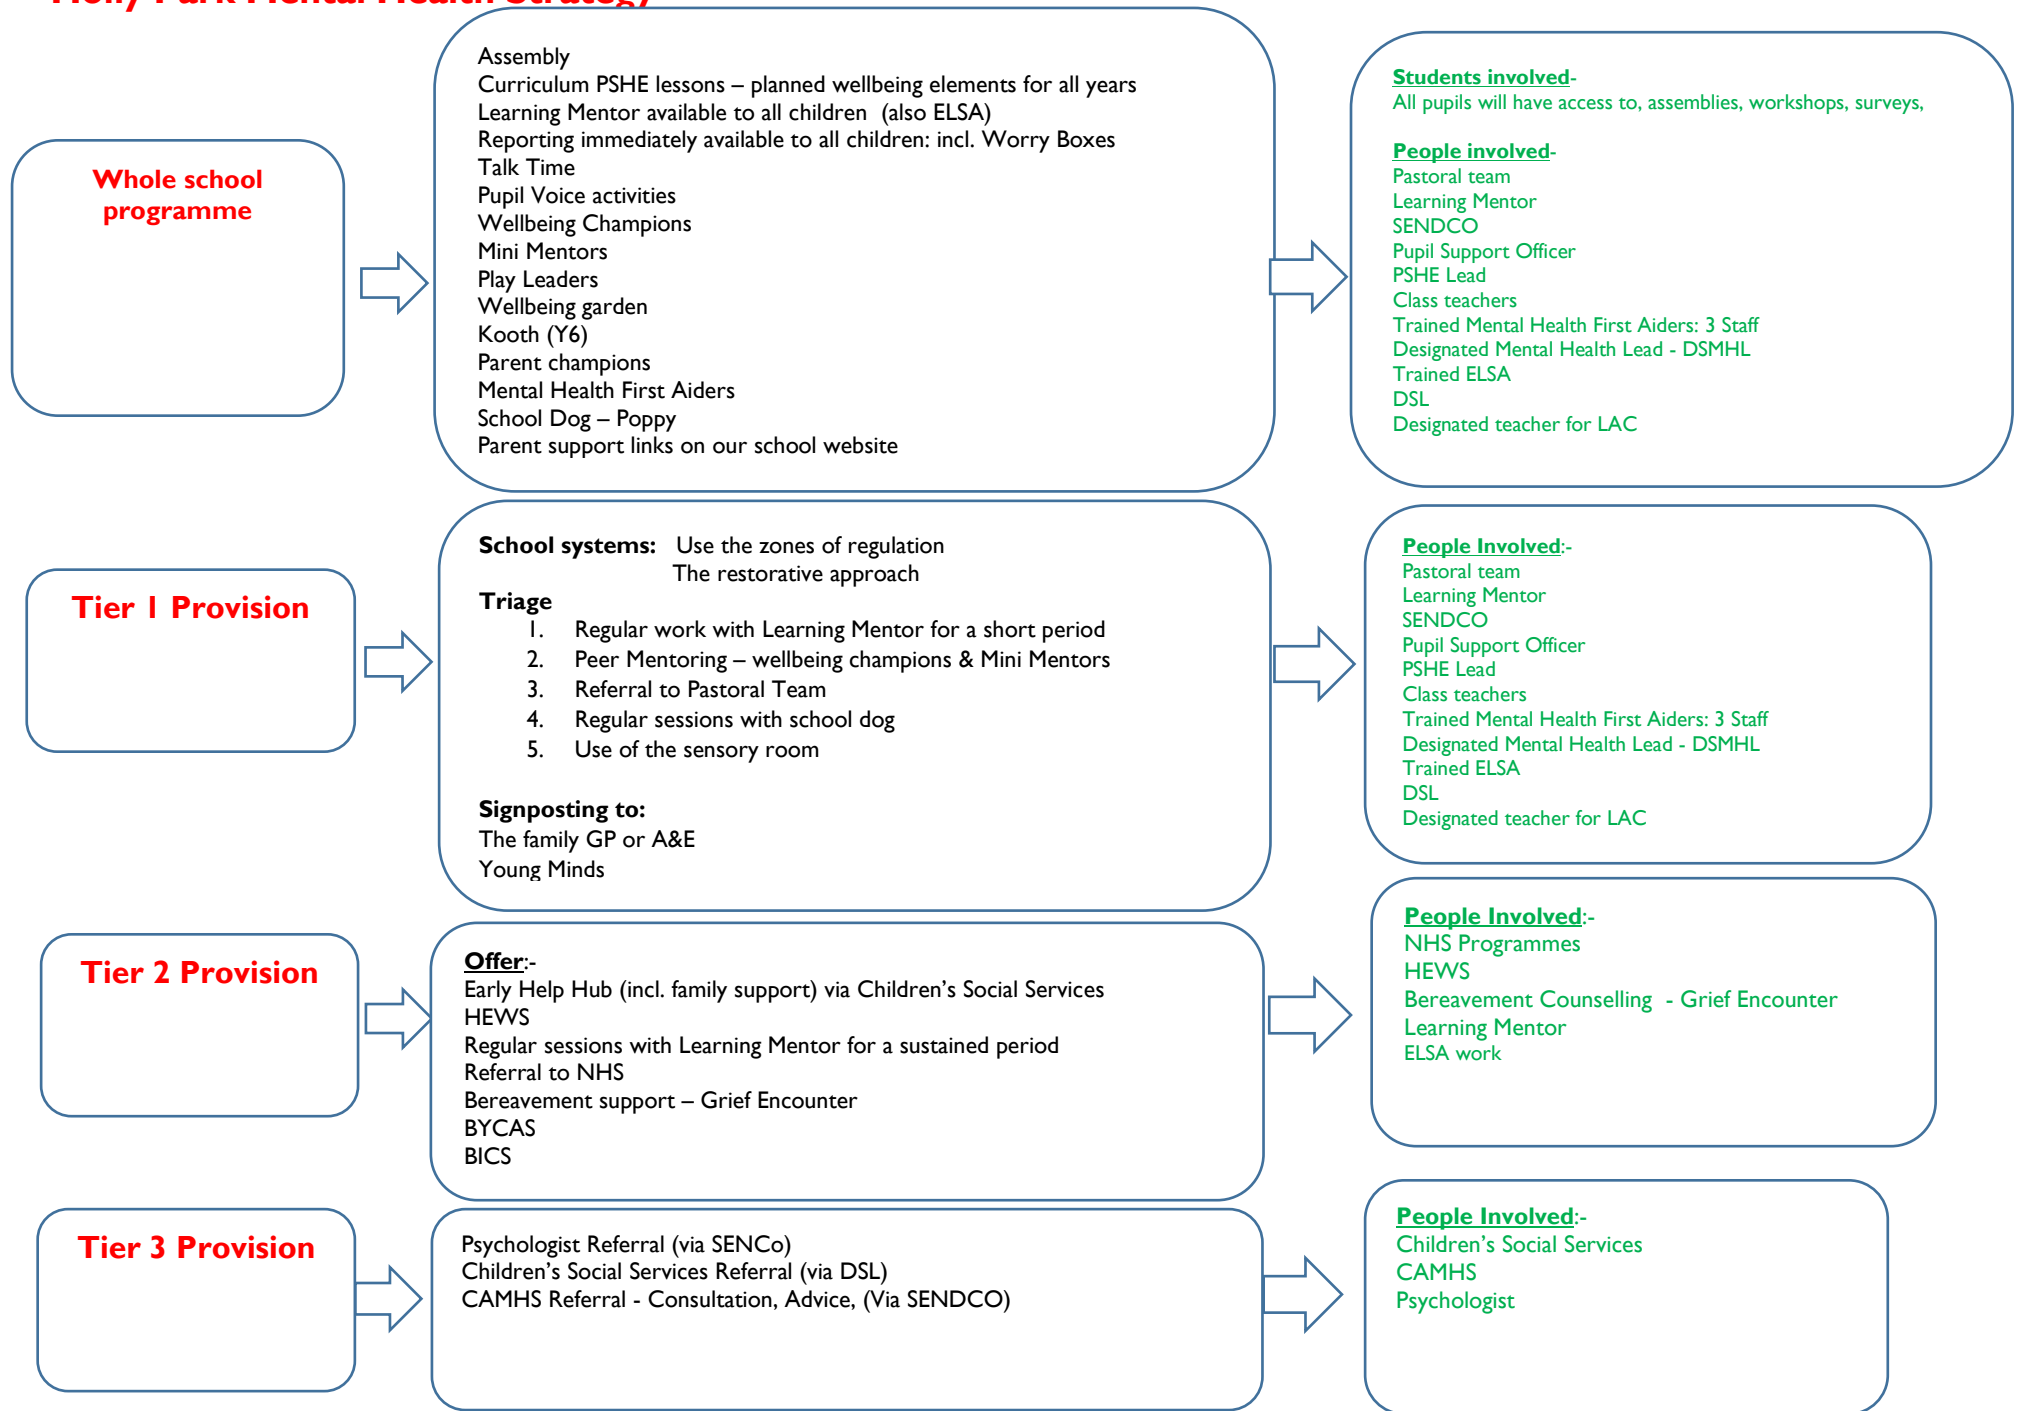 Holly Park Mental Health Strategy
Whole school
programme
Assembly
Curriculum PSHE lessons – planned wellbeing elements for all years
Learning Mentor available to all children (also ELSA)
Reporting immediately available to all children: incl. Worry Boxes
Talk Time
Pupil Voice activities
Wellbeing Champions
Mini Mentors
Play Leaders
Wellbeing garden
Kooth (Y6)
Parent champions
Mental Health First Aiders
School Dog – Poppy
Parent support links on our school website
Students involved-
All pupils will have access to, assemblies, workshops, surveys,
People involved-
Pastoral team
Learning Mentor
SENDCO
Pupil Support Officer
PSHE Lead
Class teachers
Trained Mental Health First Aiders: 3 Staff
Designated Mental Health Lead - DSMHL
Trained ELSA
DSL
Designated teacher for LAC
Tier 1 Provision
School systems: Use the zones of regulation
The restorative approach
Triage
1. Regular work with Learning Mentor for a short period
2. Peer Mentoring – wellbeing champions & Mini Mentors
3. Referral to Pastoral Team
4. Regular sessions with school dog
5. Use of the sensory room
Signposting to:
The family GP or A&E
Young Minds
People Involved:-
Pastoral team
Learning Mentor
SENDCO
Pupil Support Officer
PSHE Lead
Class teachers
Trained Mental Health First Aiders: 3 Staff
Designated Mental Health Lead - DSMHL
Trained ELSA
DSL
Designated teacher for LAC
Tier 2 Provision
Offer:-
Early Help Hub (incl. family support) via Children's Social Services
HEWS
Regular sessions with Learning Mentor for a sustained period
Referral to NHS
Bereavement support – Grief Encounter
BYCAS
BICS
People Involved:-
NHS Programmes
HEWS
Bereavement Counselling - Grief Encounter
Learning Mentor
ELSA work
Tier 3 Provision
Psychologist Referral (via SENCo)
Children's Social Services Referral (via DSL)
CAMHS Referral - Consultation, Advice, (Via SENDCO)
People Involved:-
Children's Social Services
CAMHS
Psychologist